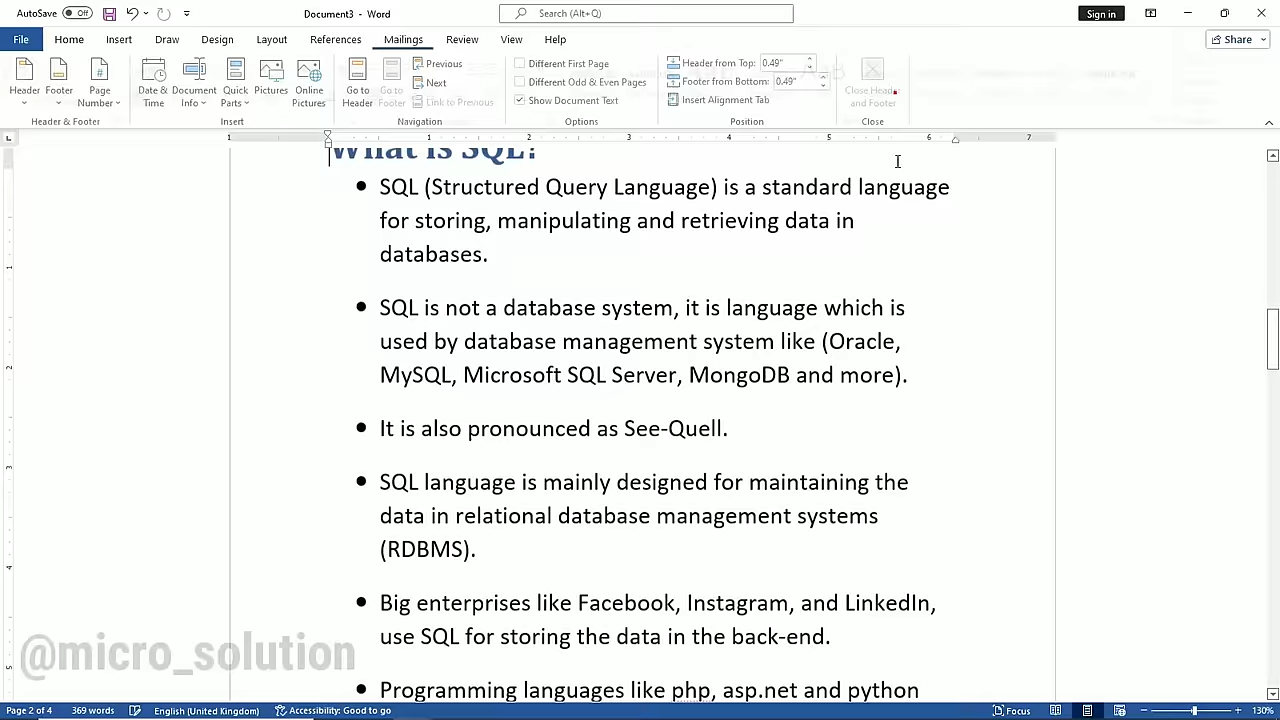 AutoSave Off Document3 - Word Search (Alt+Q) Sign in
File Home Insert Draw Design Layout References Mailings Review View Help Share
Header Footer Page Number Date & Time Document Info Quick Parts Pictures Online Pictures Go to Header Go to Footer Previous Next Link to Previous Different First Page Different Odd & Even Pages Show Document Text Header from Top: 0.49" Footer from Bottom: 0.49" Insert Alignment Tab Close Header and Footer
Header & Footer Insert Navigation Options Position Close
1 1 2 3 4 5 6 7
What is SQL?
• SQL (Structured Query Language) is a standard language
for storing, manipulating and retrieving data in
databases.
• SQL is not a database system, it is language which is
used by database management system like (Oracle,
MySQL, Microsoft SQL Server, MongoDB and more).
• It is also pronounced as See-Quell.
• SQL language is mainly designed for maintaining the
data in relational database management systems
(RDBMS).
• Big enterprises like Facebook, Instagram, and LinkedIn,
use SQL for storing the data in the back-end.
@micro_solution
• Programming languages like php, asp.net and python
Page 2 of 4 369 words English (United Kingdom) Accessibility: Good to go Focus 130%